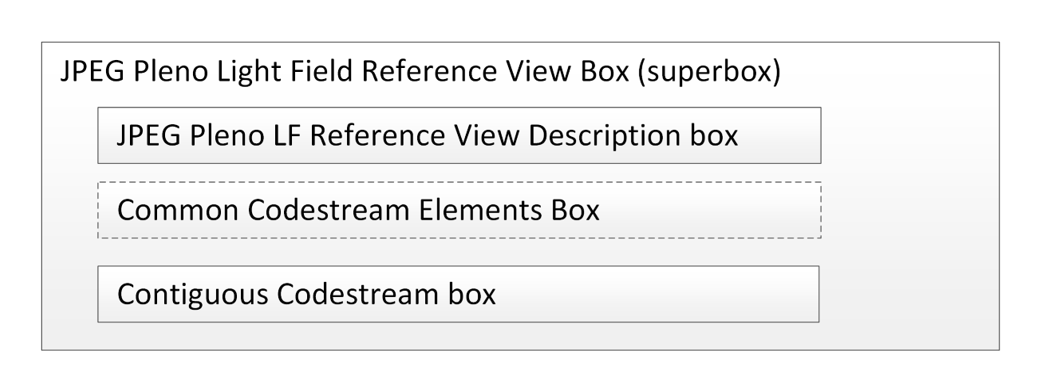 JPEG Pleno Light Field Reference View Box (superbox)
JPEG Pleno LF Reference View Description box
Common Codestream Elements Box
Contiguous Codestream box